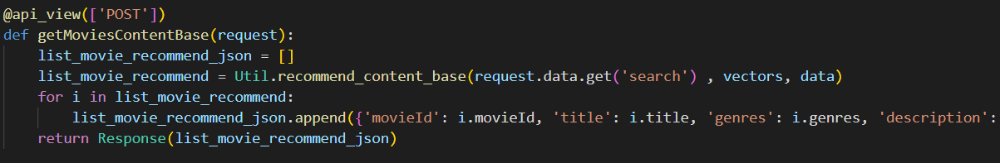 @api_view(['POST'])
def getMoviesContentBase(request):
    list_movie_recommend_json = []
    list_movie_recommend = Util.recommend_content_base(request.data.get('search') , vectors, data)
    for i in list_movie_recommend:
        list_movie_recommend_json.append({'movieId': i.movieId, 'title': i.title, 'genres': i.genres, 'description':
    return Response(list_movie_recommend_json)